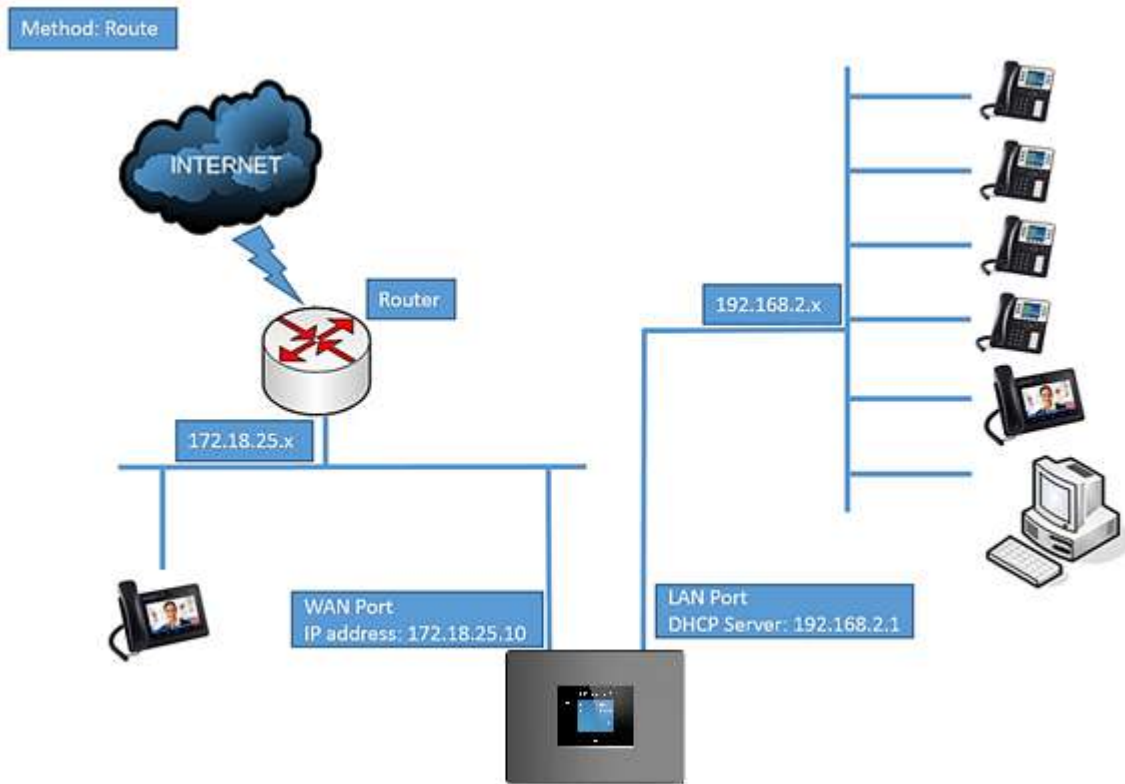 Method: Route
INTERNET
Router
192.168.2.x
172.18.25.x
WAN Port
IP address: 172.18.25.10
LAN Port
DHCP Server: 192.168.2.1